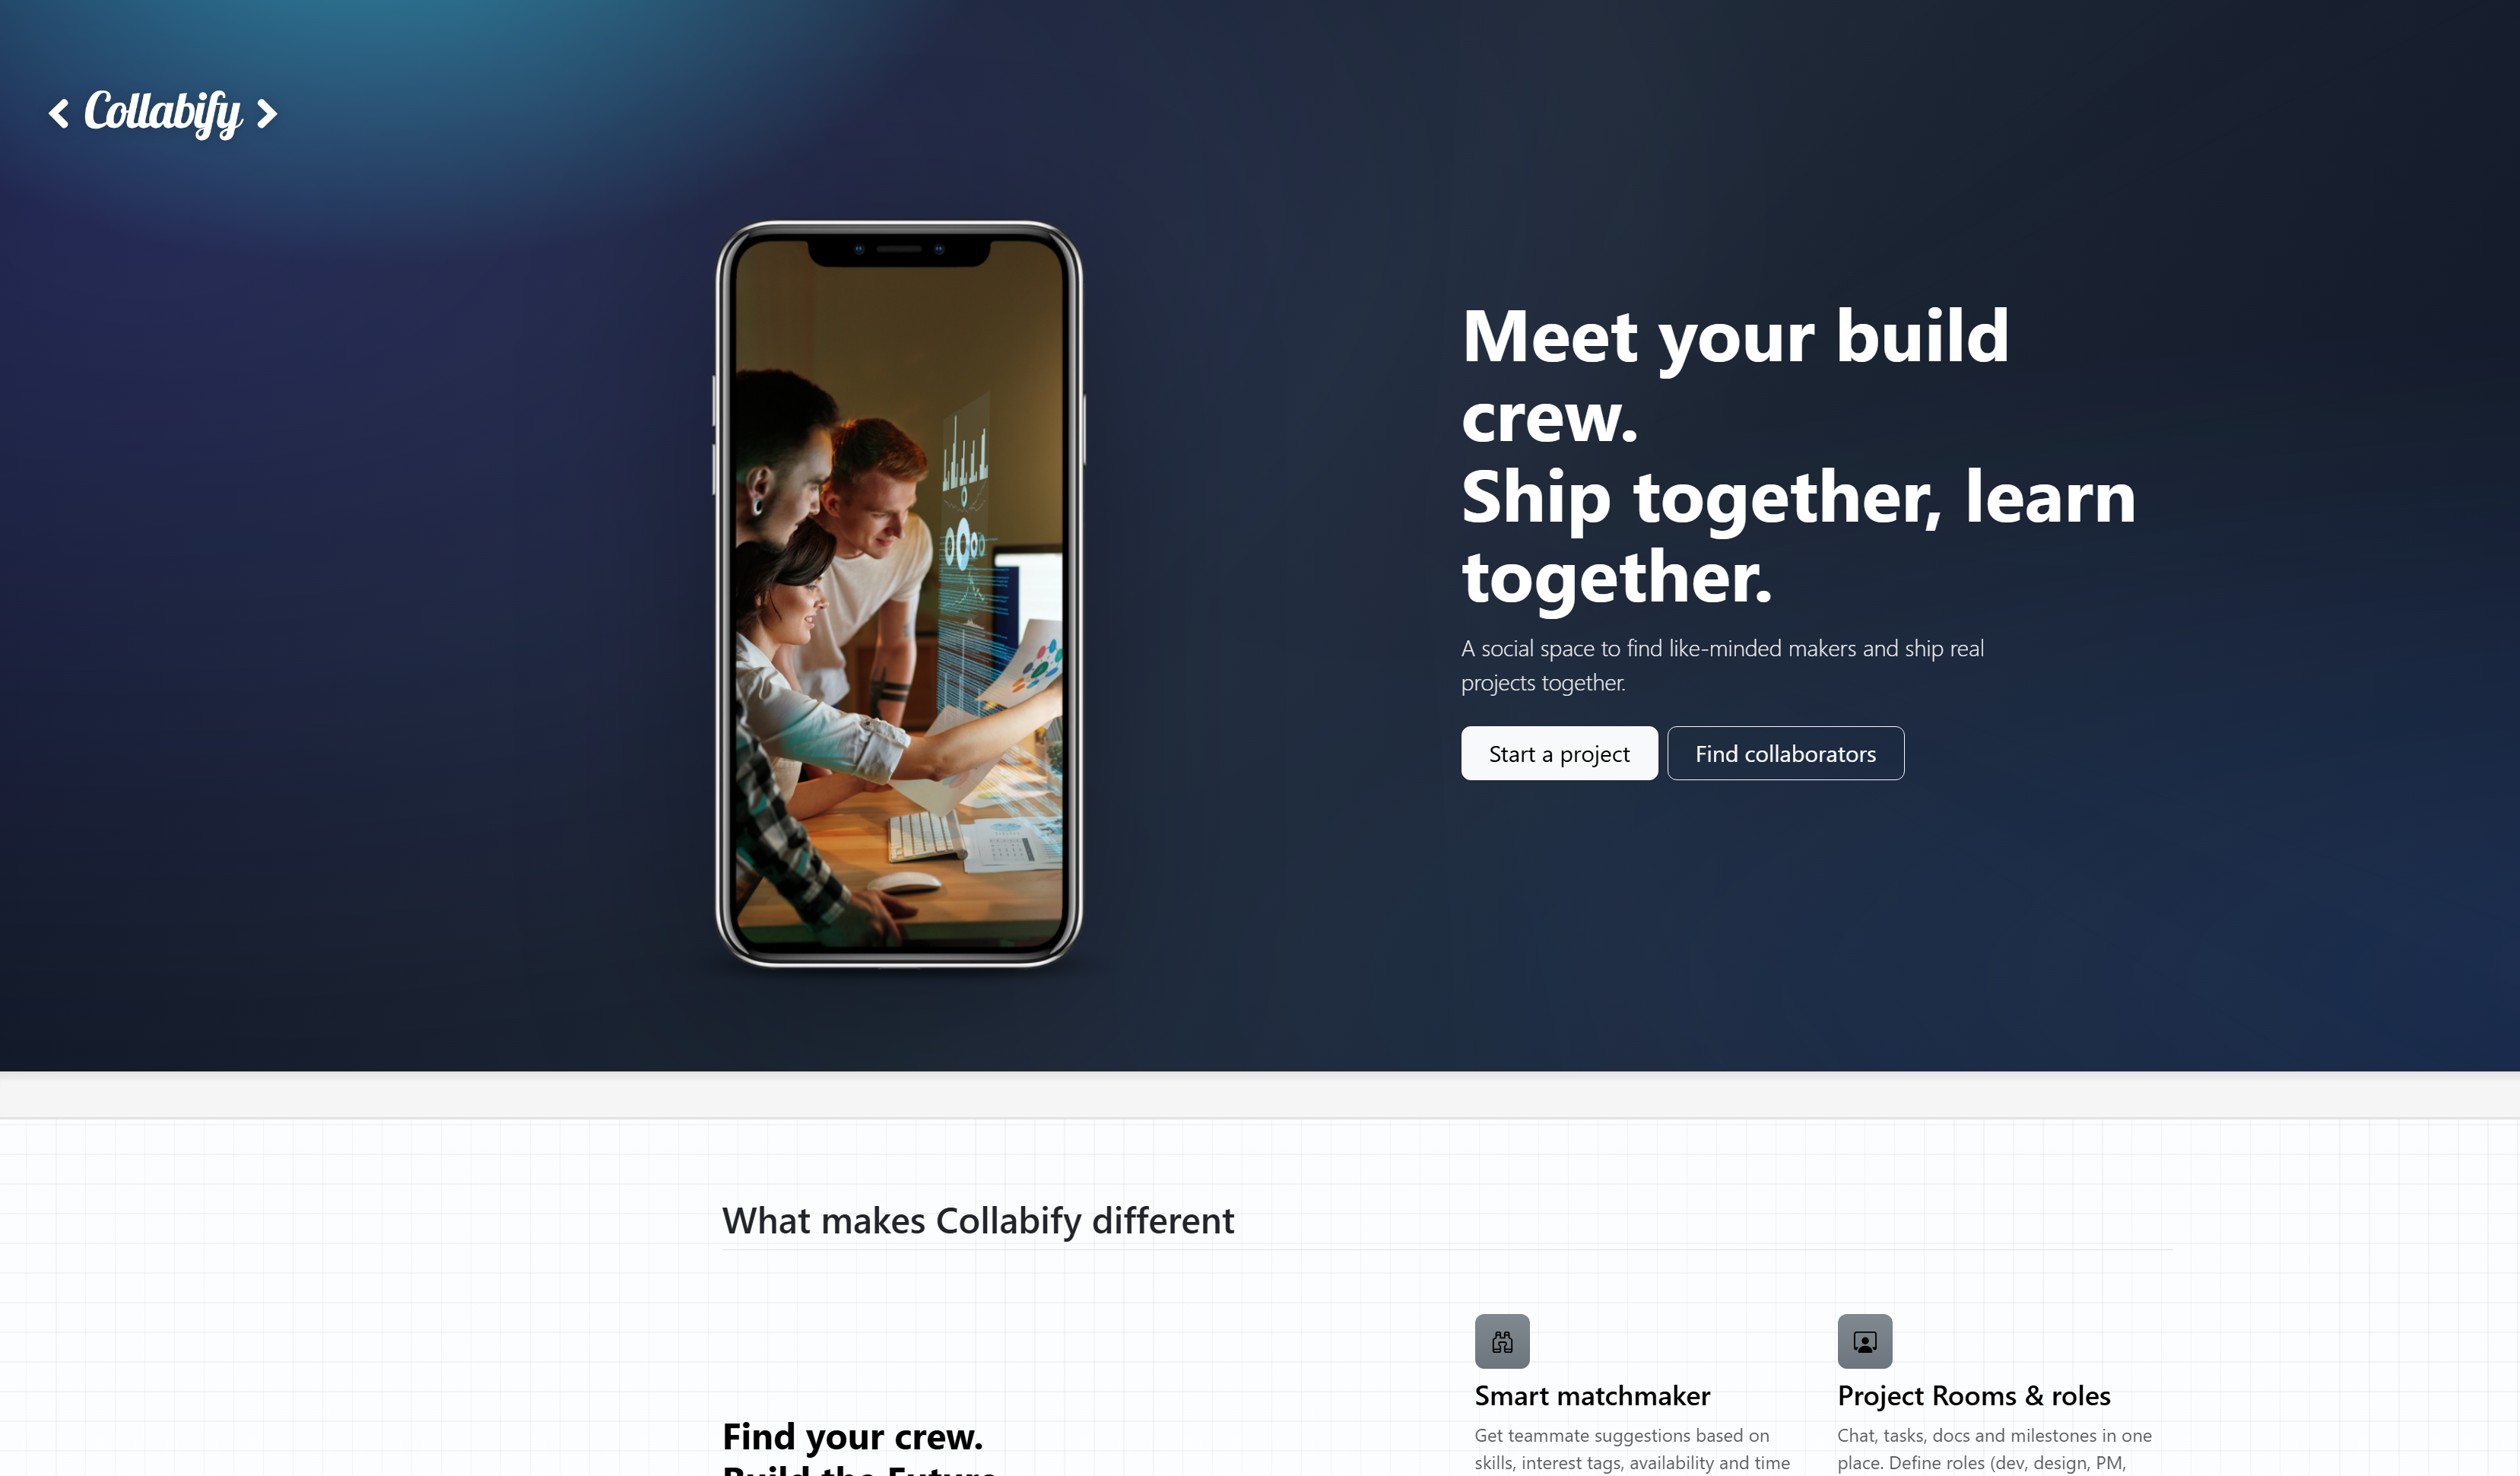 Collabify
Meet your build
crew.
Ship together, learn
together.
A social space to find like-minded makers and ship real
projects together.
Start a project
Find collaborators
What makes Collabify different
Find your crew.
Build the Future
Smart matchmaker
Get teammate suggestions based on
skills, interest tags, availability and time
Project Rooms & roles
Chat, tasks, docs and milestones in one
place. Define roles (dev, design, PM,